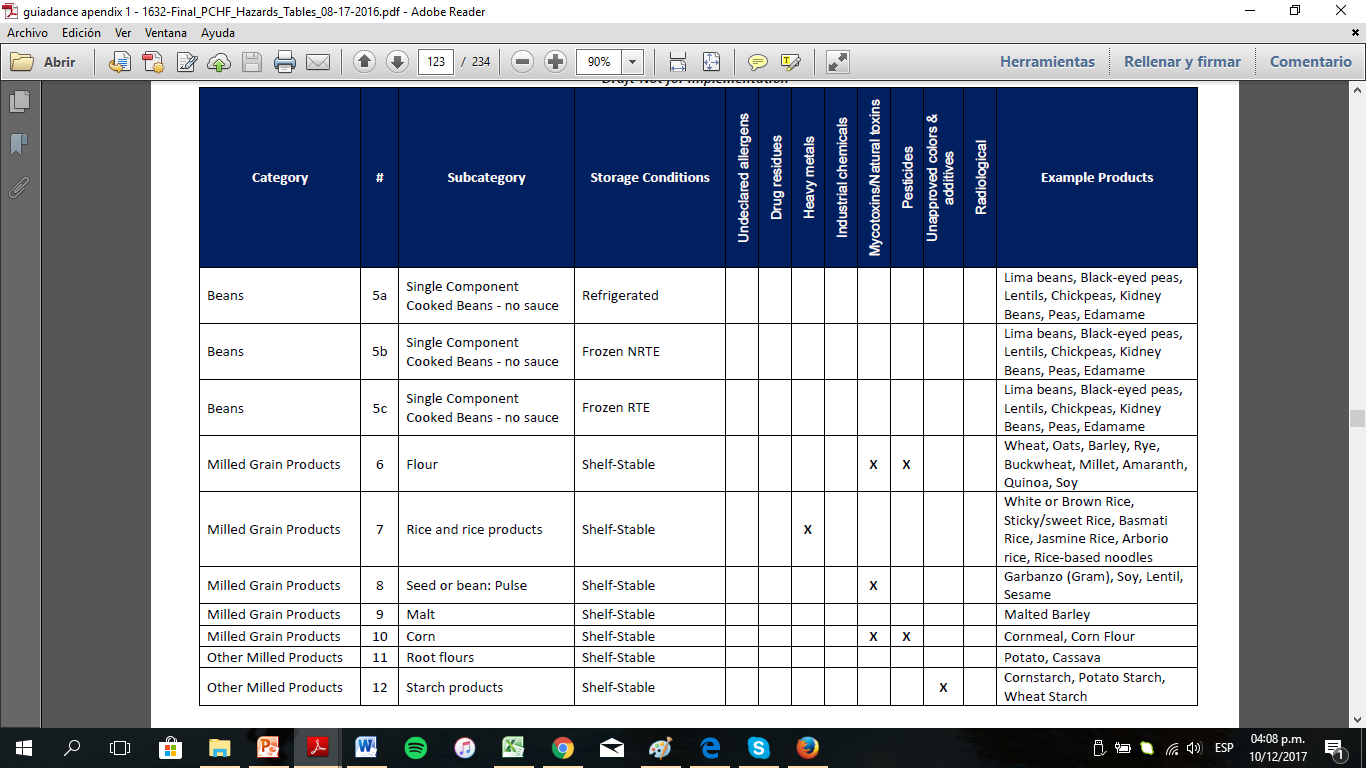 guiadance apendix 1 - 1632-Final_PCHF_Hazards_Tables_08-17-2016.pdf - Adobe Reader
Archivo Edición Ver Ventana Ayuda
Abrir 123 / 234 90% Herramientas Rellenar y firmar Comentario
Draft-Not for Implementation
Category # Subcategory Storage Conditions Undeclared allergens Drug residues Heavy metals Industrial chemicals Mycotoxins/Natural toxins Pesticides Unapproved colors & additives Radiological Example Products
Beans 5a Single Component Cooked Beans - no sauce Refrigerated Lima beans, Black-eyed peas,
Lentils, Chickpeas, Kidney
Beans, Peas, Edamame
Beans 5b Single Component Cooked Beans - no sauce Frozen NRTE Lima beans, Black-eyed peas,
Lentils, Chickpeas, Kidney
Beans, Peas, Edamame
Beans 5c Single Component Cooked Beans - no sauce Frozen RTE Lima beans, Black-eyed peas,
Lentils, Chickpeas, Kidney
Beans, Peas, Edamame
Milled Grain Products 6 Flour Shelf-Stable X X Wheat, Oats, Barley, Rye,
Buckwheat, Millet, Amaranth,
Quinoa, Soy
Milled Grain Products 7 Rice and rice products Shelf-Stable X White or Brown Rice,
Sticky/sweet Rice, Basmati
Rice, Jasmine Rice, Arborio
rice, Rice-based noodles
Milled Grain Products 8 Seed or bean: Pulse Shelf-Stable X Garbanzo (Gram), Soy, Lentil,
Sesame
Milled Grain Products 9 Malt Shelf-Stable Malted Barley
Milled Grain Products 10 Corn Shelf-Stable X X Cornmeal, Corn Flour
Other Milled Products 11 Root flours Shelf-Stable Potato, Cassava
Other Milled Products 12 Starch products Shelf-Stable X Cornstarch, Potato Starch,
Wheat Starch
ESP 04:08 p.m.
10/12/2017